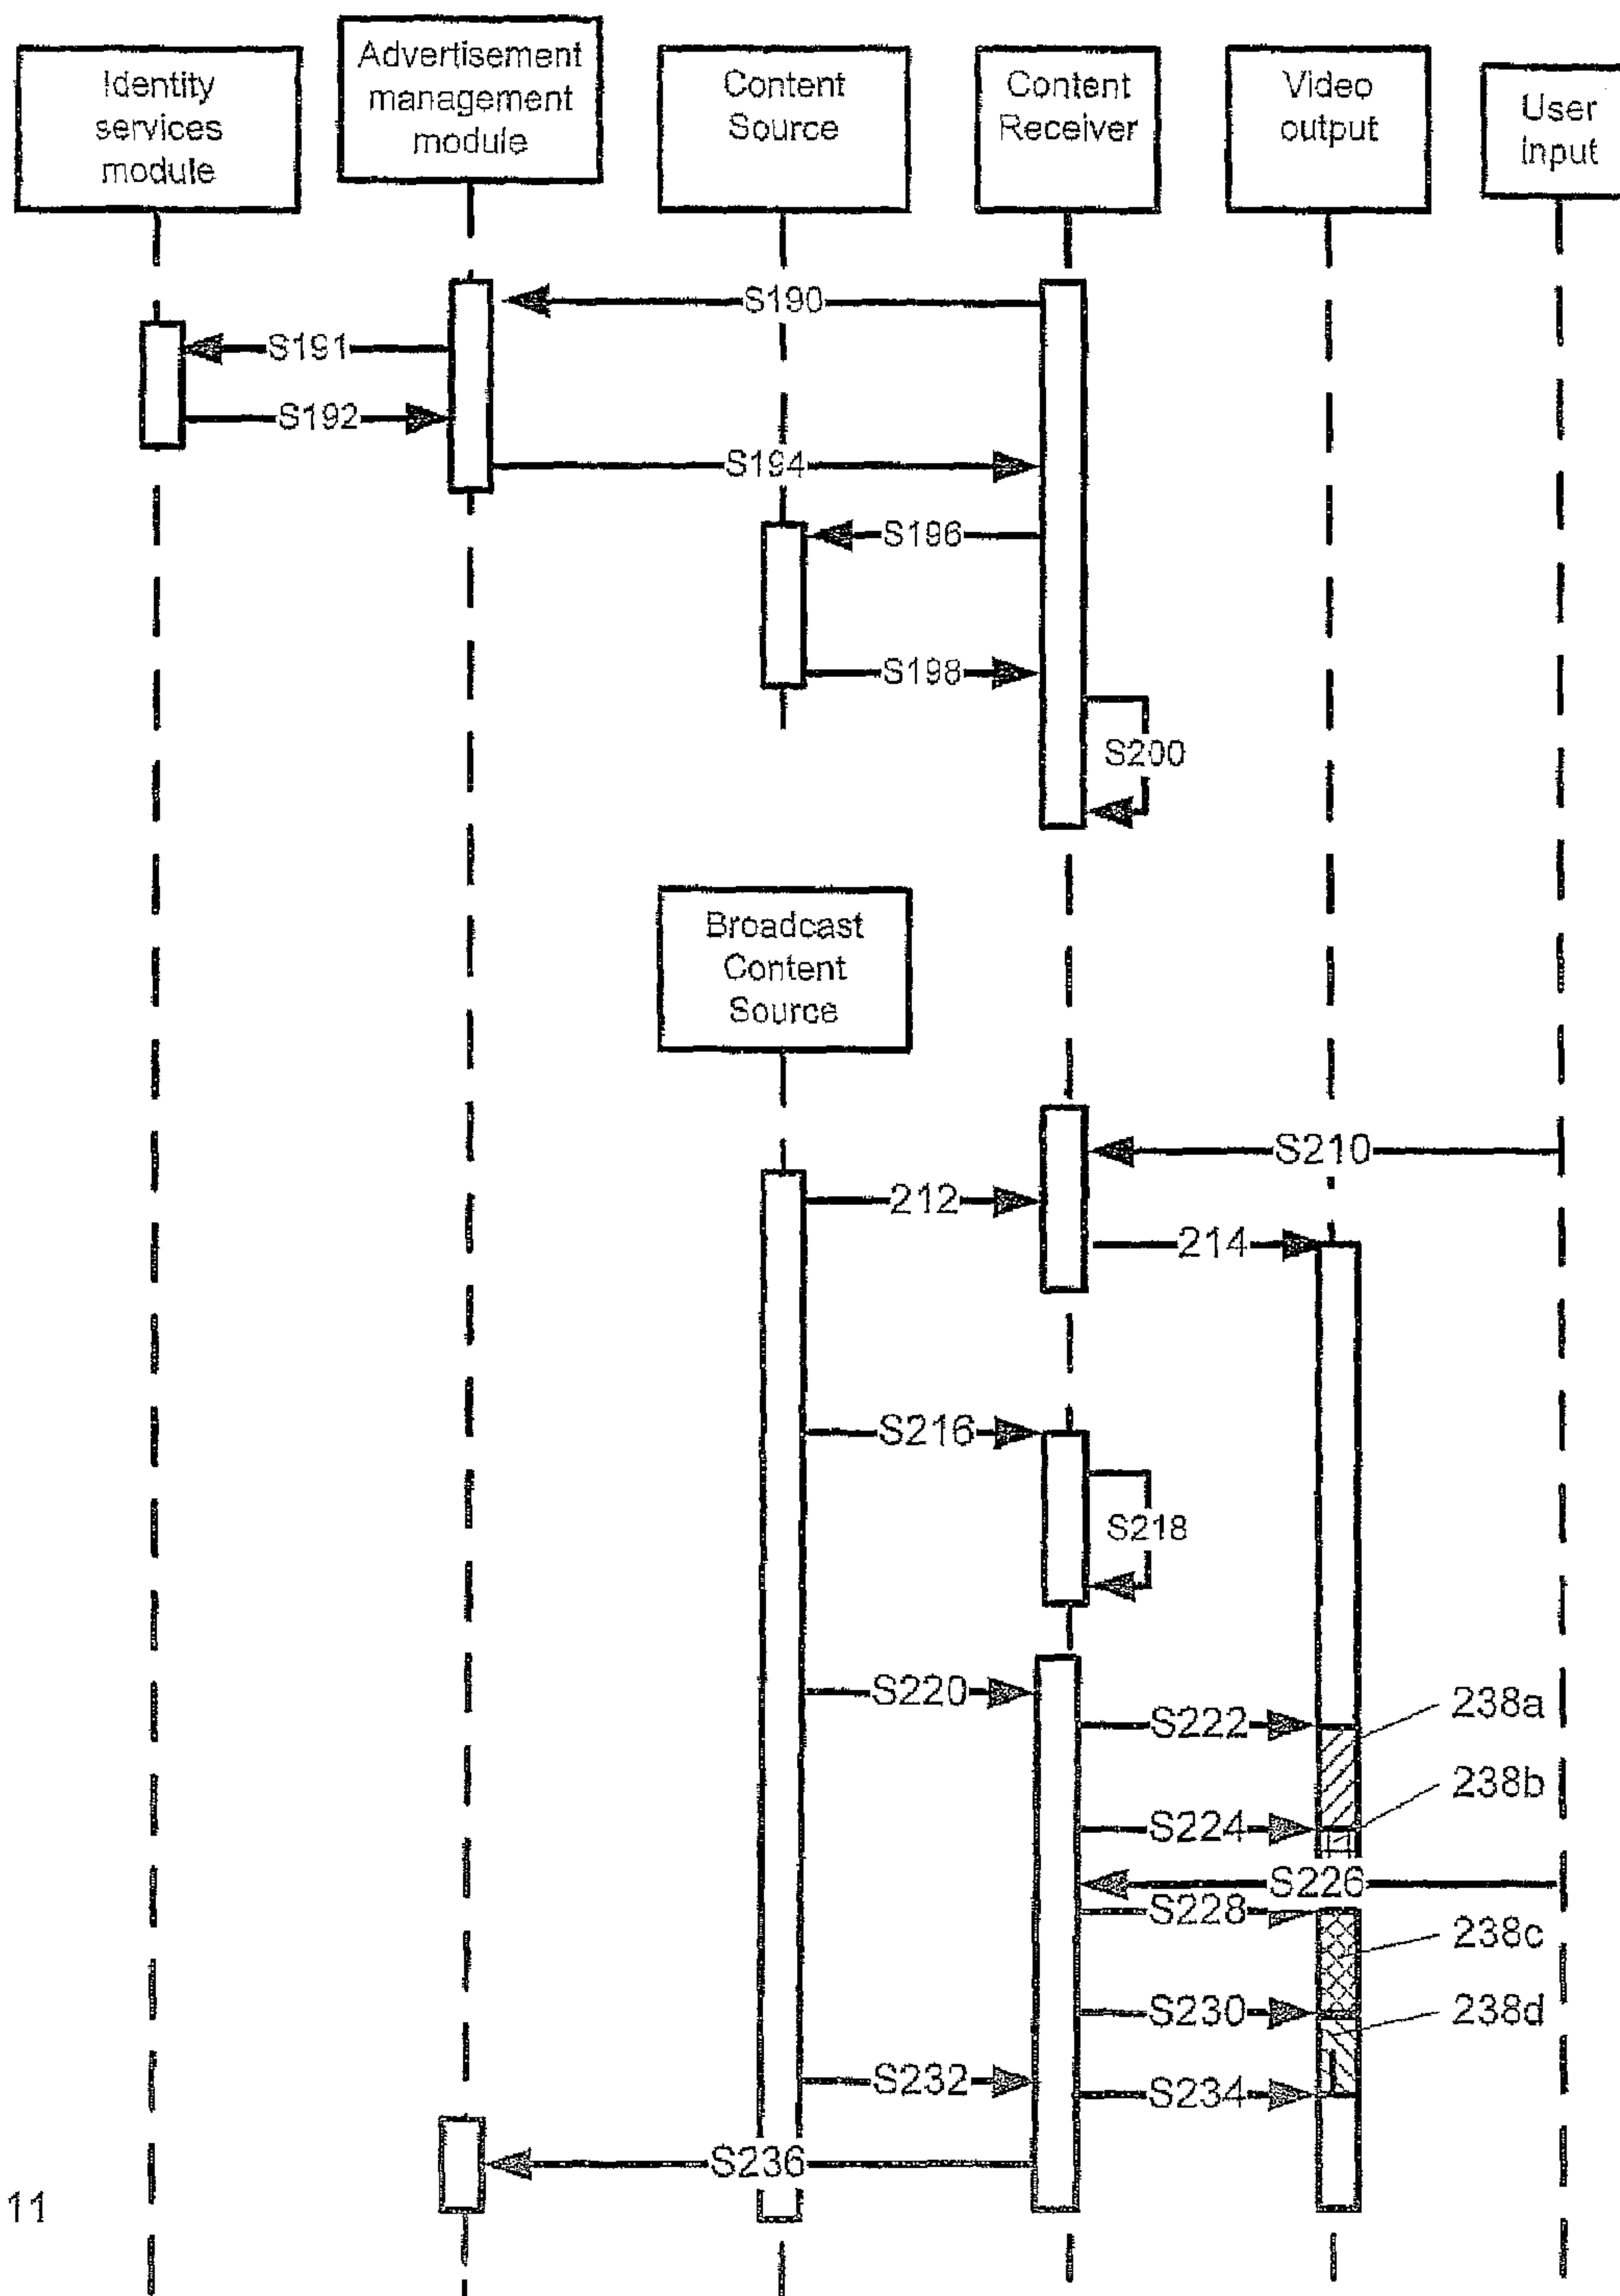 Identity
services
module
Advertisement
management
module
Content
Source
Content
Receiver
Video
output
User
input
S190
S191
S192
S194
S196
S198
S200
Broadcast
Content
Source
S210
212
214
S216
S218
S220
S222
238a
238b
S224
S226
S228
238c
S230
238d
S232
S234
S236
11